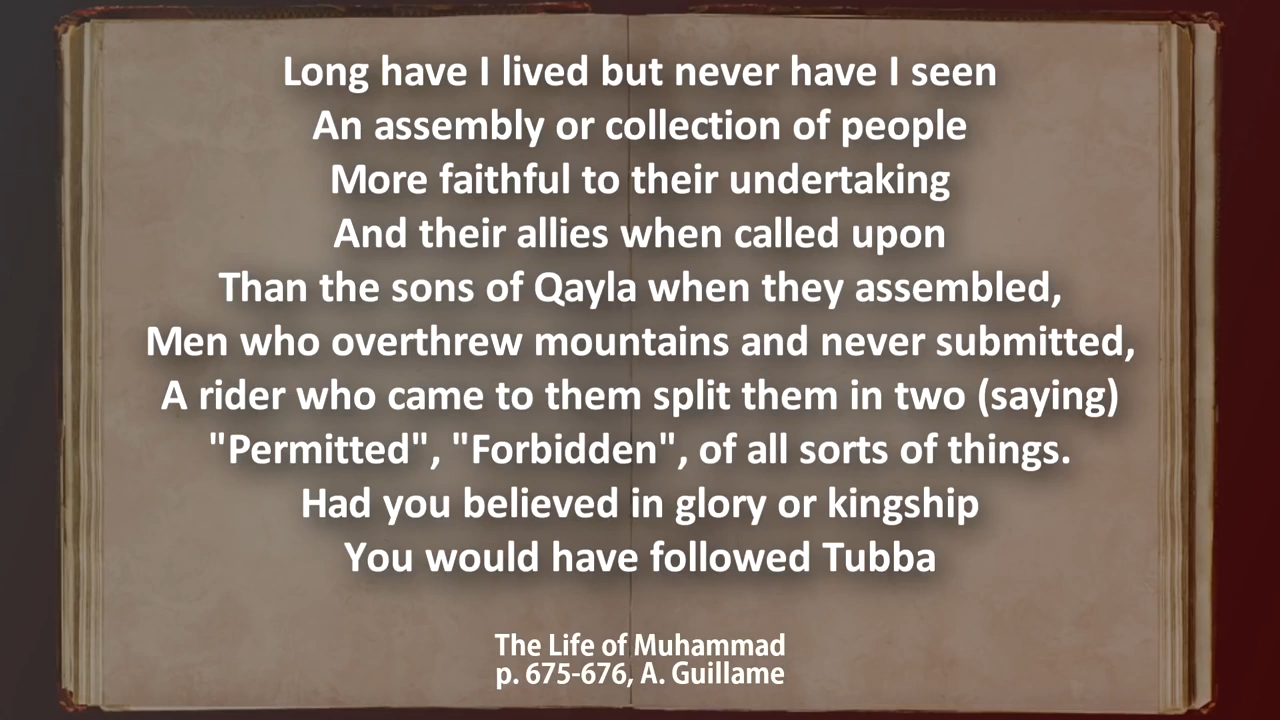 Long have I lived but never have I seen
An assembly or collection of people
More faithful to their undertaking
And their allies when called upon
Than the sons of Qayla when they assembled,
Men who overthrew mountains and never submitted,
A rider who came to them split them in two (saying)
"Permitted", "Forbidden", of all sorts of things.
Had you believed in glory or kingship
You would have followed Tubba
The Life of Muhammad
p. 675-676, A. Guillame